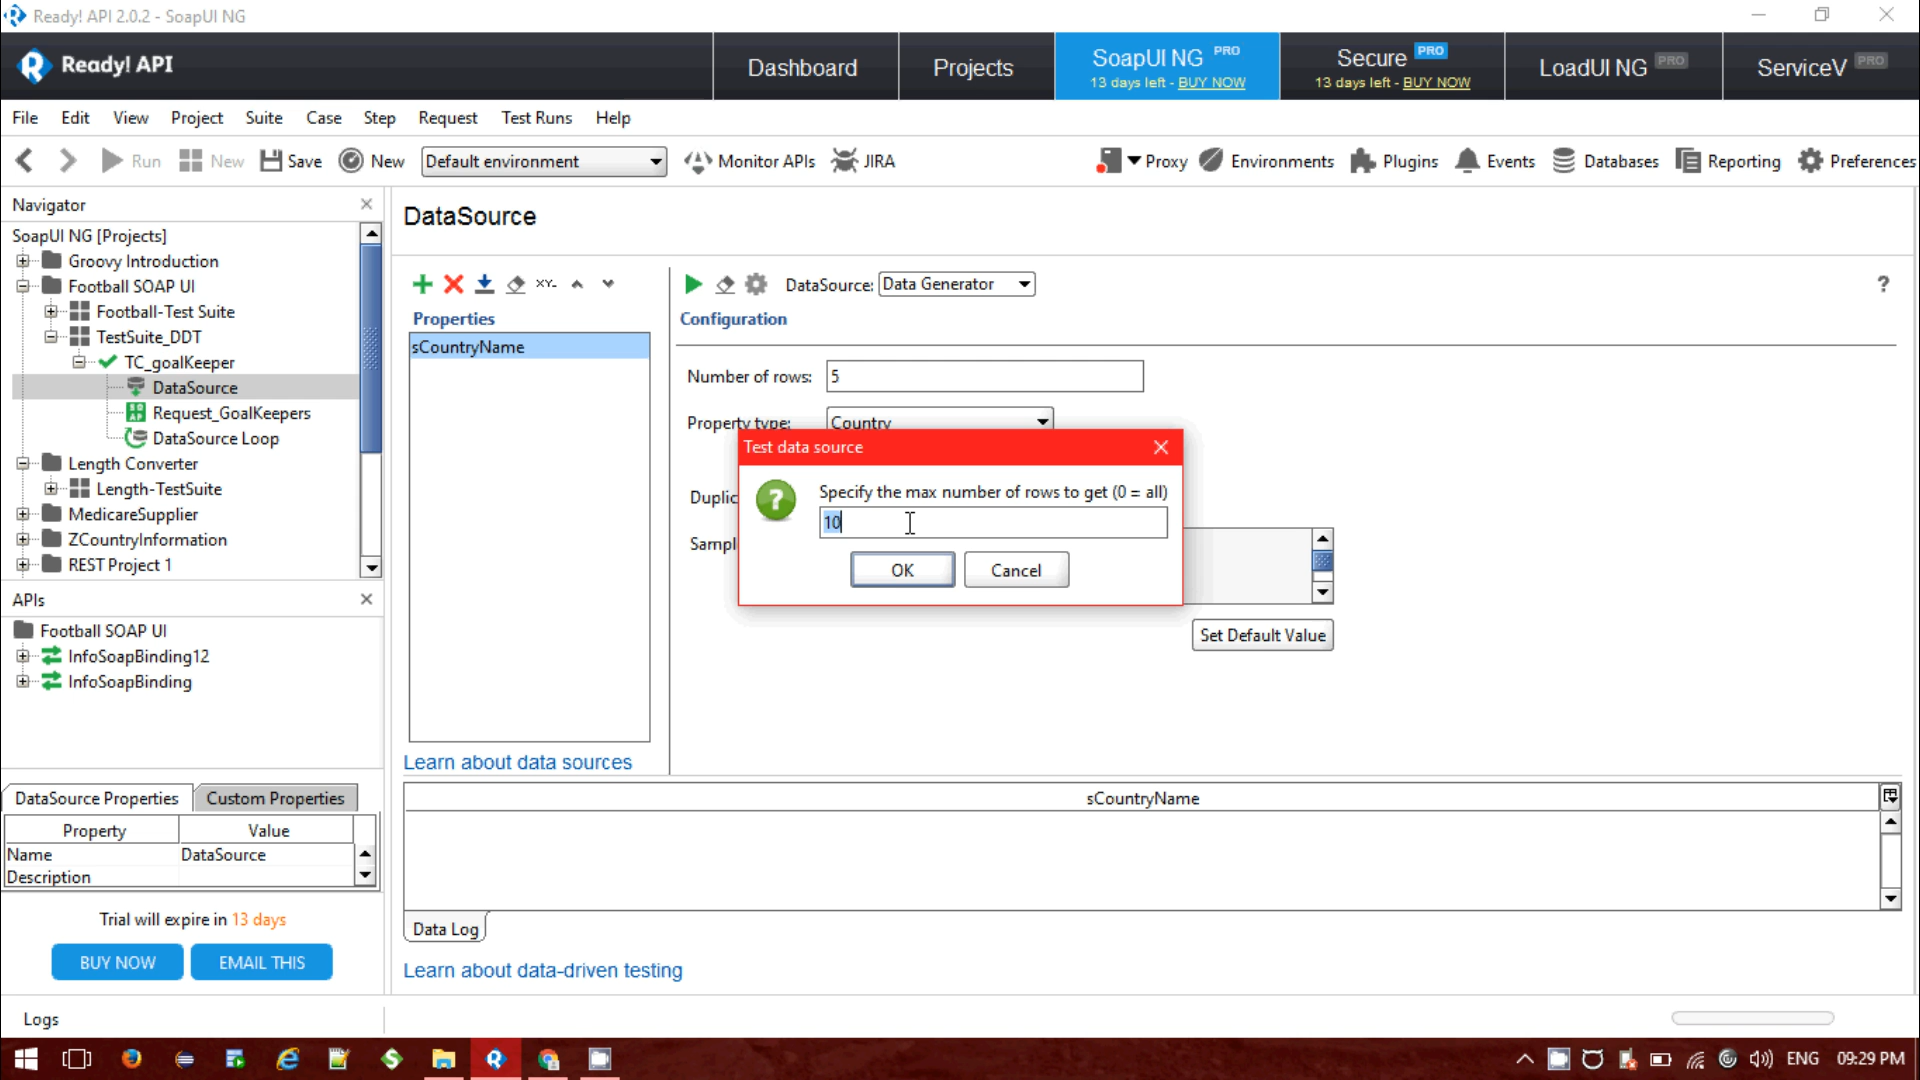 Ready! API 2.0.2 - SoapUI NG
Ready! API
Dashboard
Projects
SoapUI NG PRO
13 days left - BUY NOW
Secure PRO
13 days left - BUY NOW
LoadUI NG PRO
ServiceV PRO
File Edit View Project Suite Case Step Request Test Runs Help
Run New Save New Default environment Monitor APIs JIRA Proxy Environments Plugins Events Databases Reporting Preferences
Navigator
SoapUI NG [Projects]
Groovy Introduction
Football SOAP UI
Football-Test Suite
TestSuite_DDT
TC_goalKeeper
DataSource
Request_GoalKeepers
DataSource Loop
Length Converter
Length-TestSuite
MedicareSupplier
ZCountryInformation
REST Project 1
APIs
Football SOAP UI
InfoSoapBinding12
InfoSoapBinding
DataSource Properties Custom Properties
Property Value
Name DataSource
Description
Trial will expire in 13 days
BUY NOW EMAIL THIS
Logs
DataSource
XY-
Properties
sCountryName
Learn about data sources
DataSource: Data Generator
?
Configuration
Number of rows: 5
Property type: Country
Duplic
Sampl
Set Default Value
Test data source
?
Specify the max number of rows to get (0 = all)
10
OK Cancel
sCountryName
Data Log
Learn about data-driven testing
ENG 09:29 PM